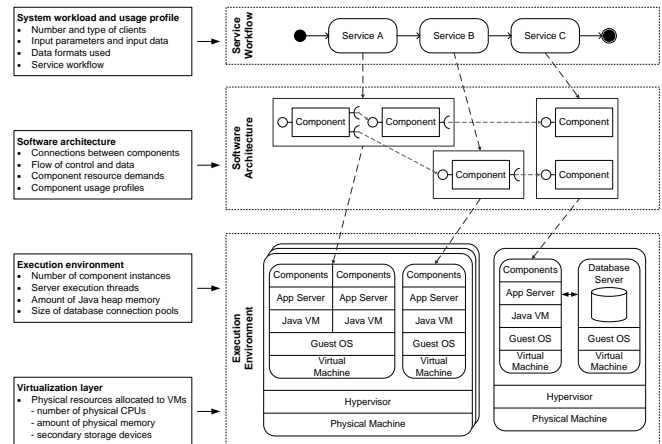 System workload and usage profile
• Number and type of clients
• Input parameters and input data
• Data formats used
• Service workflow
Service
Workflow
Service A
Service B
Service C
Software architecture
• Connections between components
• Flow of control and data
• Component resource demands
• Component usage profiles
Software
Architecture
Component
Component
Component
Component
Component
Execution environment
• Number of component instances
• Server execution threads
• Amount of Java heap memory
• Size of database connection pools
Virtualization layer
• Physical resources allocated to VMs
- number of physical CPUs
- amount of physical memory
- secondary storage devices
Execution
Environment
Components
Components
App Server
App Server
Java VM
Java VM
Guest OS
Virtual
Machine
Components
App Server
Java VM
Guest OS
Virtual
Machine
Hypervisor
Physical Machine
Components
App Server
Java VM
Guest OS
Virtual
Machine
Database
Server
Guest OS
Virtual
Machine
Hypervisor
Physical Machine